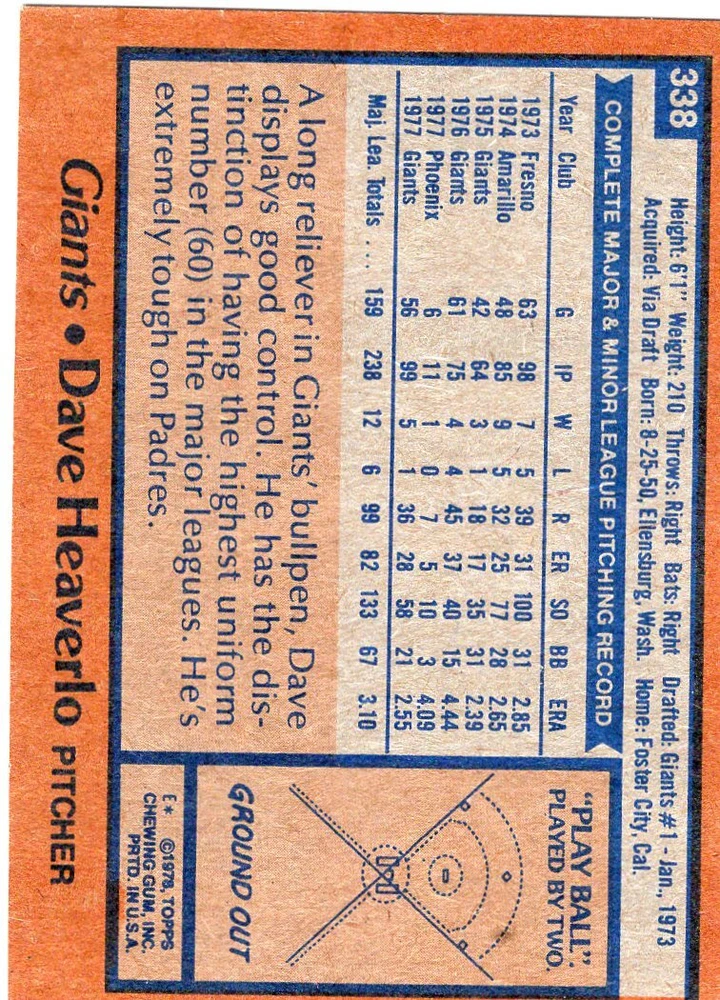 338
Height: 6'1" Weight: 210 Throws: Right Bats: Right Drafted: Giants #1 - Jan., 1973
Acquired: Via Draft Born: 8-25-50, Ellensburg, Wash. Home: Foster City, Cal.
COMPLETE MAJOR & MINOR LEAGUE PITCHING RECORD
Year Club G IP W L R ER SO BB ERA
1973 Fresno 63 98 7 5 39 31 100 31 2.85
1974 Amarillo 48 85 9 5 32 25 77 28 2.65
1975 Giants 42 64 3 1 18 17 35 31 2.39
1976 Giants 61 75 4 4 45 37 40 15 4.44
1977 Phoenix 6 11 1 0 7 5 10 3 4.09
1977 Giants 56 99 5 1 36 28 58 21 2.55
Maj. Lea. Totals .... 159 238 12 6 99 82 133 67 3.10
A long reliever in Giants' bullpen, Dave
displays good control. He has the dis-
tinction of having the highest uniform
number (60) in the major leagues. He's
extremely tough on Padres.
"PLAY BALL"
PLAYED BY TWO.
GROUND OUT
E* ©1978, TOPPS
CHEWING GUM, INC.
PRTD. IN U.S.A.
Giants • Dave Heaverlo PITCHER